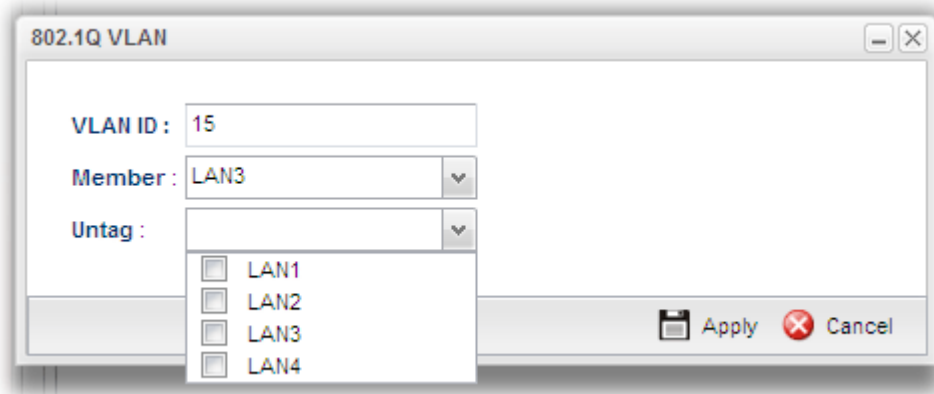 802.1Q VLAN
VLAN ID : 15
Member : LAN3
Untag :
LAN1
LAN2
LAN3
LAN4
Apply Cancel